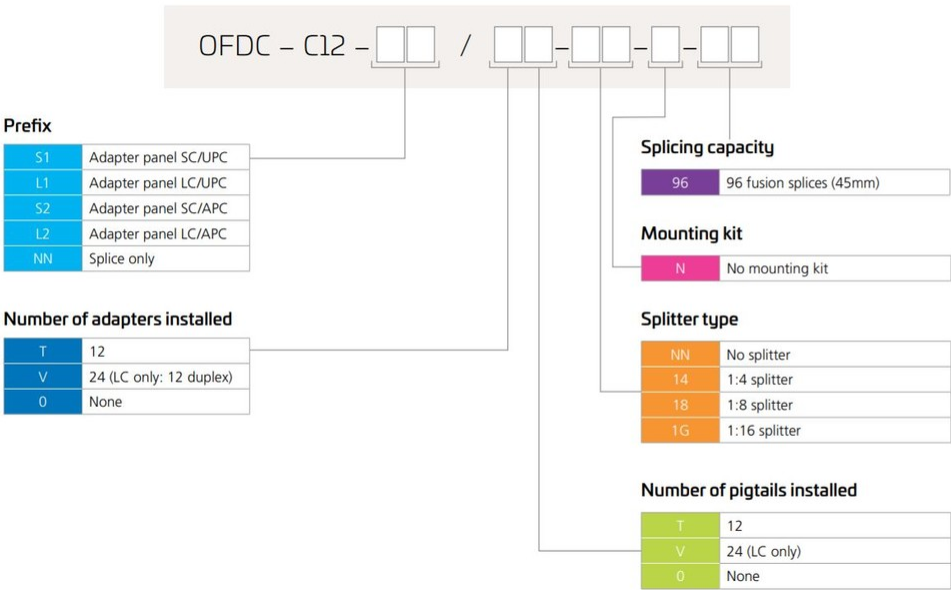 OFDC – C12 – / – – –
Prefix
S1 Adapter panel SC/UPC
L1 Adapter panel LC/UPC
S2 Adapter panel SC/APC
L2 Adapter panel LC/APC
NN Splice only
Number of adapters installed
T 12
V 24 (LC only: 12 duplex)
0 None
Splicing capacity
96 96 fusion splices (45mm)
Mounting kit
N No mounting kit
Splitter type
NN No splitter
14 1:4 splitter
18 1:8 splitter
1G 1:16 splitter
Number of pigtails installed
T 12
V 24 (LC only)
0 None